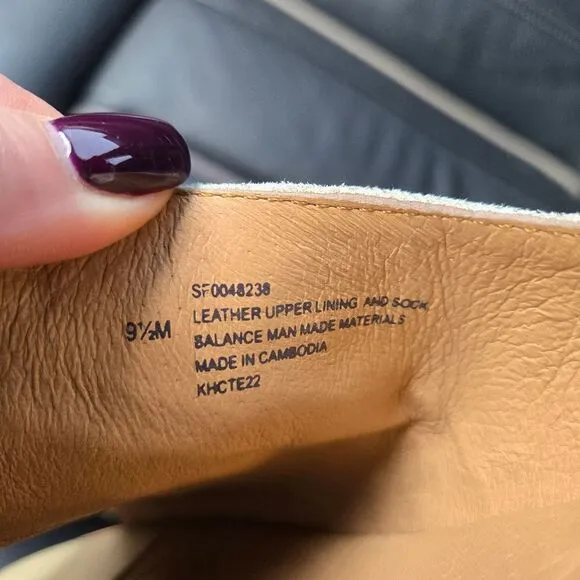 SF0048238
9½M
LEATHER UPPER LINING AND SOCK
BALANCE MAN MADE MATERIALS
MADE IN CAMBODIA
KHCTE22